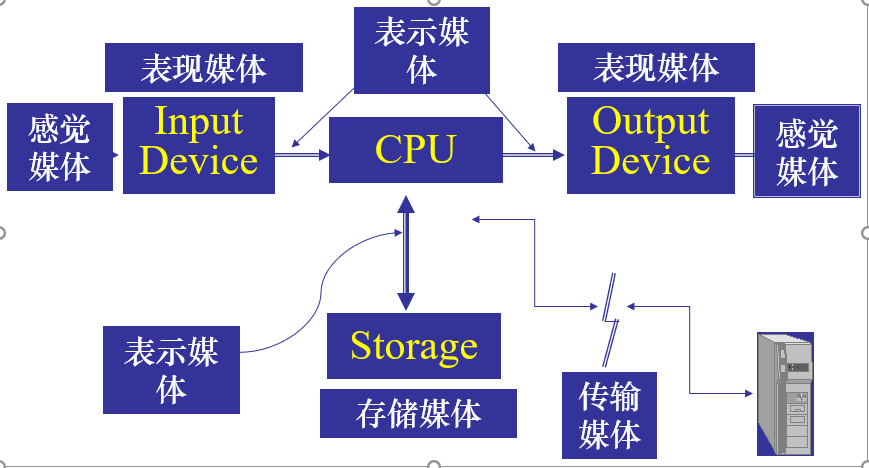 表示媒
体
表现媒体
表现媒体
感觉
媒体
Input
Device
CPU
Output
Device
感觉
媒体
表示媒
体
Storage
存储媒体
传输
媒体